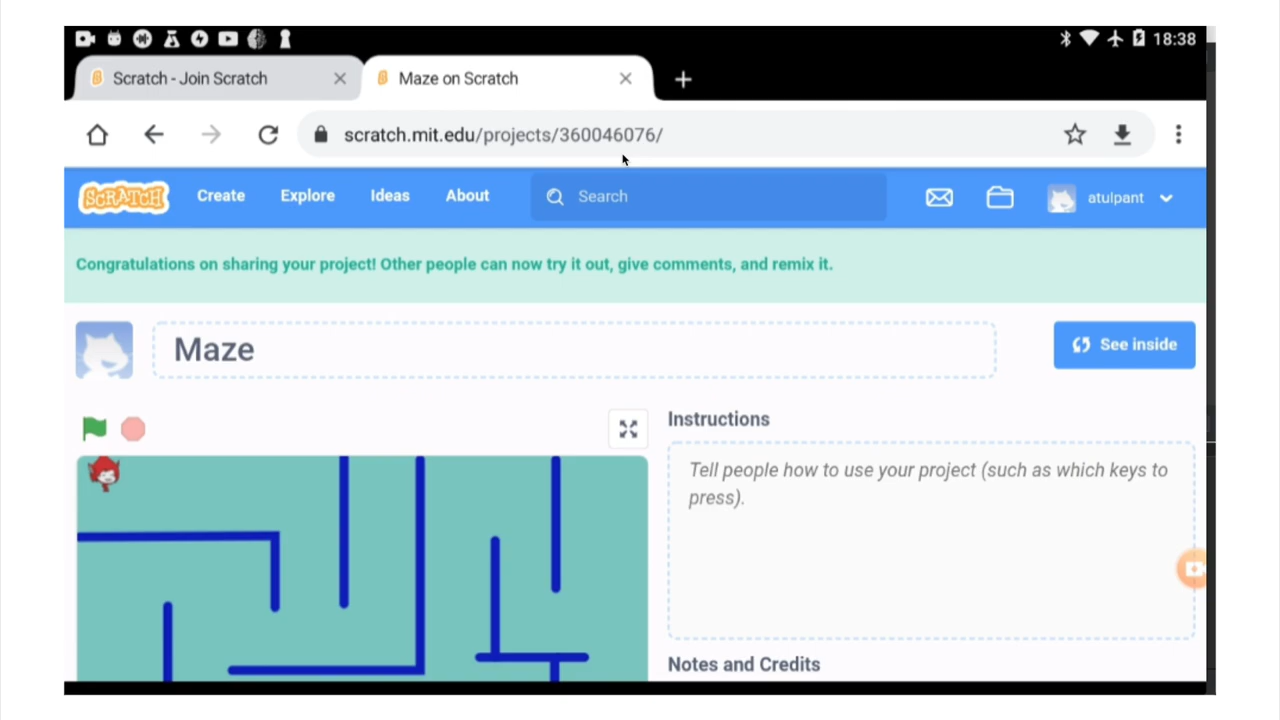 18:38
Scratch - Join Scratch
Maze on Scratch
scratch.mit.edu/projects/360046076/
SCRATCH
Create
Explore
Ideas
About
Search
atulpant
Congratulations on sharing your project! Other people can now try it out, give comments, and remix it.
Maze
See inside
Instructions
Tell people how to use your project (such as which keys to
press).
Notes and Credits